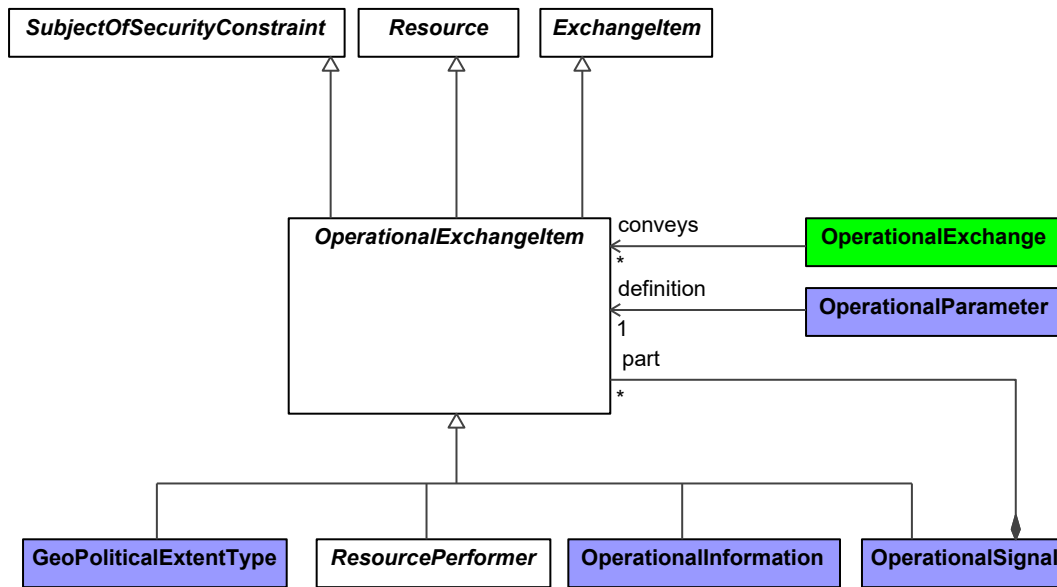 SubjectOfSecurityConstraint
Resource
ExchangeItem
OperationalExchangeItem
conveys
*
OperationalExchange
definition
1
OperationalParameter
part
*
GeoPoliticalExtentType
ResourcePerformer
OperationalInformation
OperationalSignal